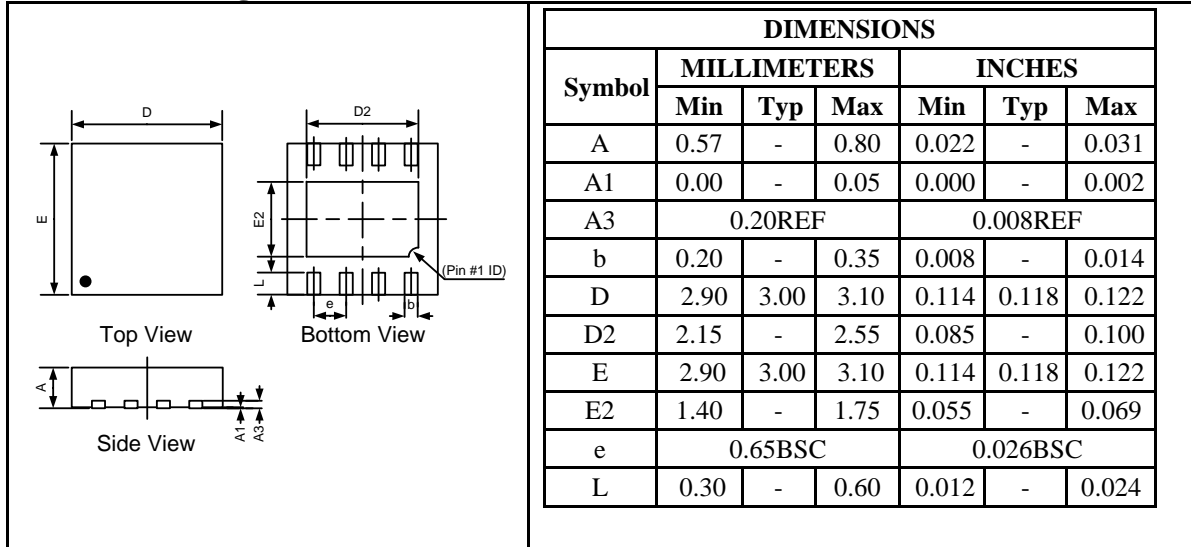 D
E
Top View
D2
E2
L
e
b
(Pin #1 ID)
Bottom View
A
A1
A3
Side View
DIMENSIONS
Symbol MILLIMETERS INCHES
Min Typ Max Min Typ Max
A 0.57 - 0.80 0.022 - 0.031
A1 0.00 - 0.05 0.000 - 0.002
A3 0.20REF 0.008REF
b 0.20 - 0.35 0.008 - 0.014
D 2.90 3.00 3.10 0.114 0.118 0.122
D2 2.15 - 2.55 0.085 - 0.100
E 2.90 3.00 3.10 0.114 0.118 0.122
E2 1.40 - 1.75 0.055 - 0.069
e 0.65BSC 0.026BSC
L 0.30 - 0.60 0.012 - 0.024